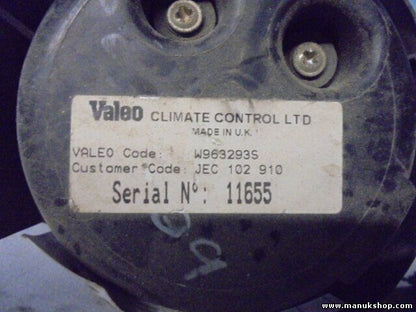 Valeo CLIMATE CONTROL LTD
MADE IN U.K.
VALEO Code: W963293S
Customer Code: JEC 102 910
Serial Nº: 11655
www.manukshop.com